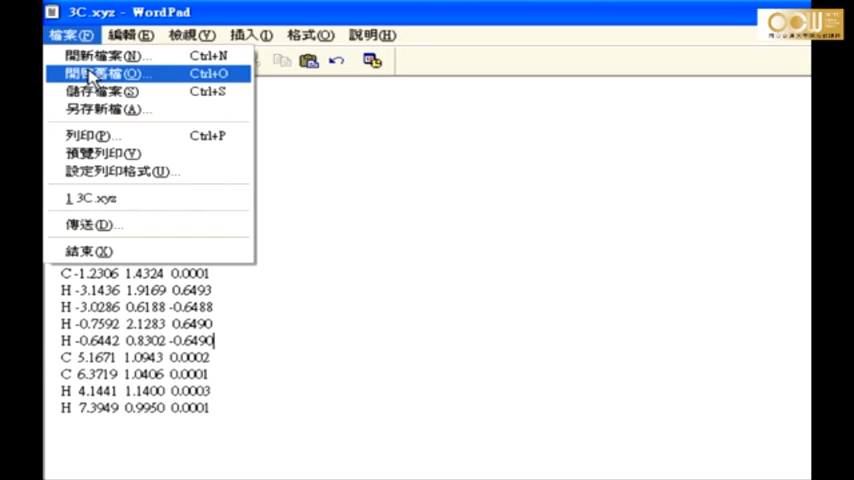 3C.xyz - WordPad
檔案(F) 編輯(E) 檢視(V) 插入(I) 格式(O) 說明(H)
開新檔案(N)... Ctrl+N
開啟舊檔(O)... Ctrl+O
儲存檔案(S) Ctrl+S
另存新檔(A)...
列印(P)... Ctrl+P
預覽列印(V)
設定列印格式(U)...
1 3C.xyz
傳送(D)...
結束(X)
C -1.2306 1.4324 0.0001
H -3.1436 1.9169 0.6493
H -3.0286 0.6188 -0.6488
H -0.7592 2.1283 0.6490
H -0.6442 0.8302 -0.6490
C 5.1671 1.0943 0.0002
C 6.3719 1.0406 0.0001
H 4.1441 1.1400 0.0003
H 7.3949 0.9950 0.0001
OCW